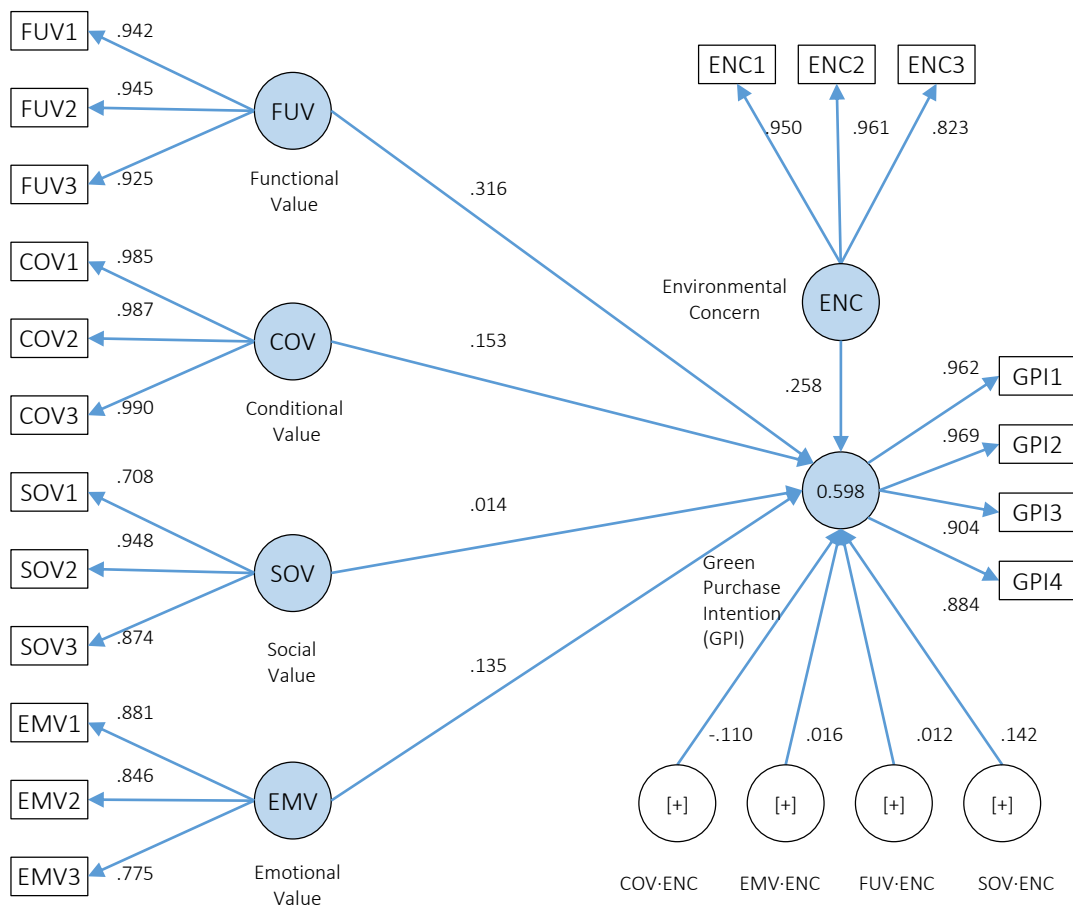 FUV1
.942
FUV2
.945
FUV3
.925
FUV
Functional
Value
.316
COV1
.985
COV2
.987
COV3
.990
COV
Conditional
Value
.153
SOV1
.708
SOV2
.948
SOV3
.874
SOV
Social
Value
.014
EMV1
.881
EMV2
.846
EMV3
.775
EMV
Emotional
Value
.135
ENC1
ENC2
ENC3
.950
.961
.823
Environmental
Concern
ENC
.258
0.598
Green
Purchase
Intention
(GPI)
.962
GPI1
.969
GPI2
.904
GPI3
.884
GPI4
-.110
.016
.012
.142
[+]
[+]
[+]
[+]
COV·ENC
EMV·ENC
FUV·ENC
SOV·ENC